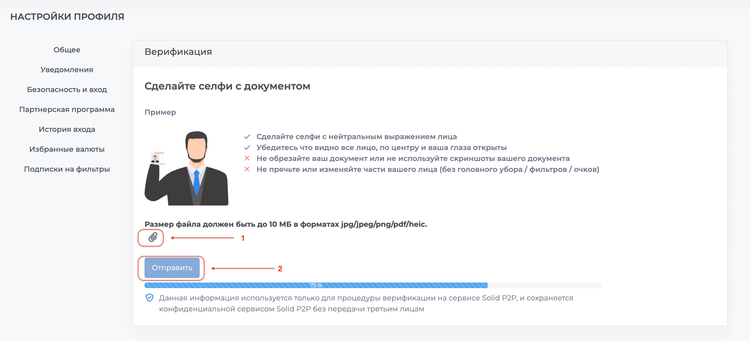 НАСТРОЙКИ ПРОФИЛЯ
Общее
Уведомления
Безопасность и вход
Партнерская программа
История входа
Избранные валюты
Подписки на фильтры
Верификация
Сделайте селфи с документом
Пример
Сделайте селфи с нейтральным выражением лица
Убедитесь что видно все лицо, по центру и ваша глаза открыты
Не обрезайте ваш документ или не используйте скриншоты вашего документа
Не прячьте или изменяйте части вашего лица (без головного убора / фильтров / очков)
Размер файла должен быть до 10 МБ в форматах jpg/jpeg/png/pdf/heic.
1
Отправить
2
75 %
Данная информация используется только для процедуры верификации на сервисе Solid P2P, и сохраняется
конфиденциальной сервисом Solid P2P без передачи третьим лицам